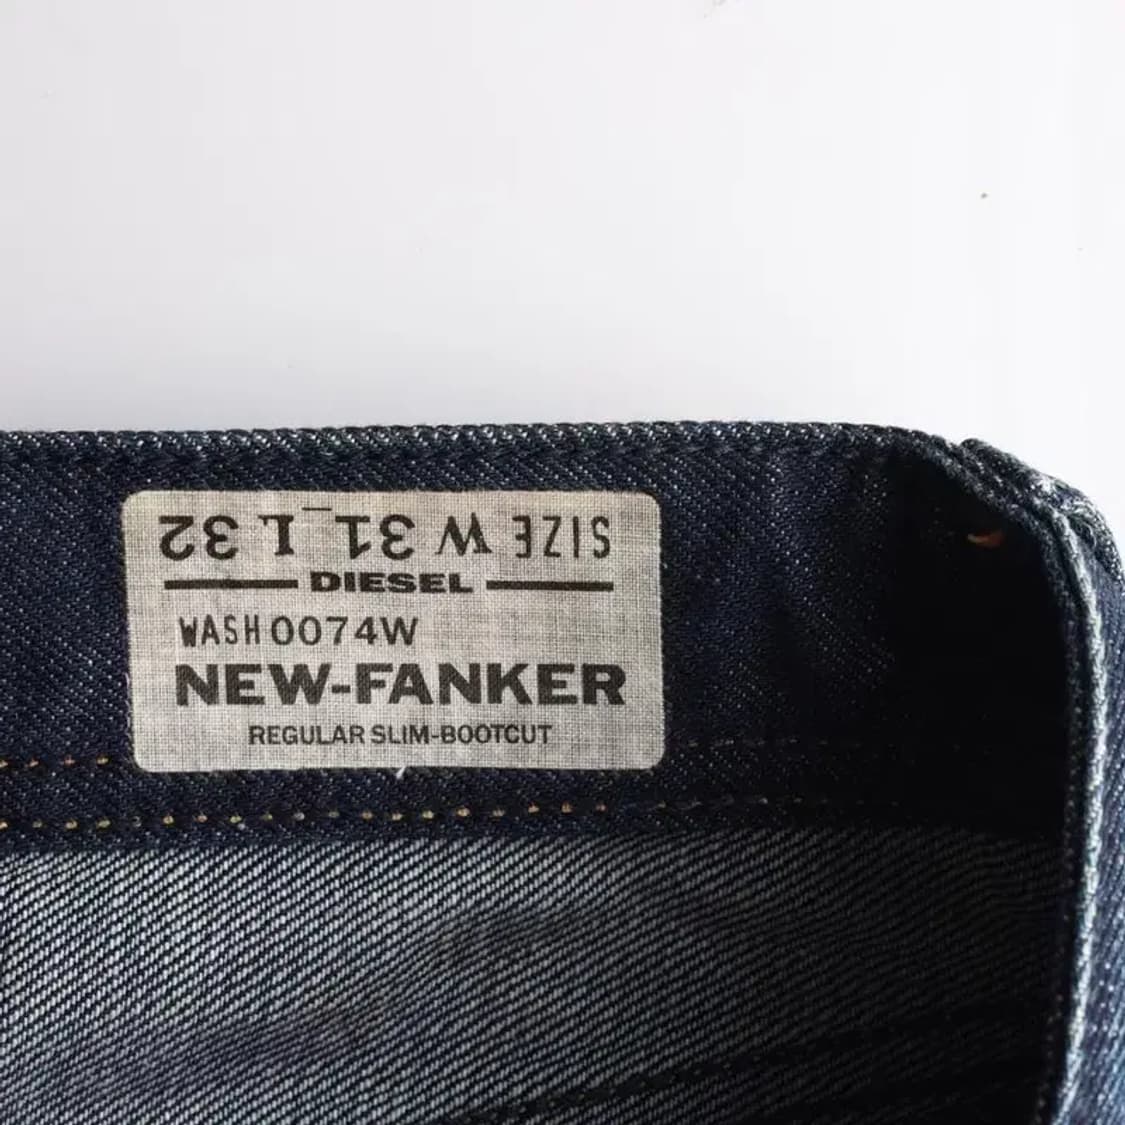 SIZE W 31 L 32
DIESEL
WASH 0074W
NEW-FANKER
REGULAR SLIM-BOOTCUT